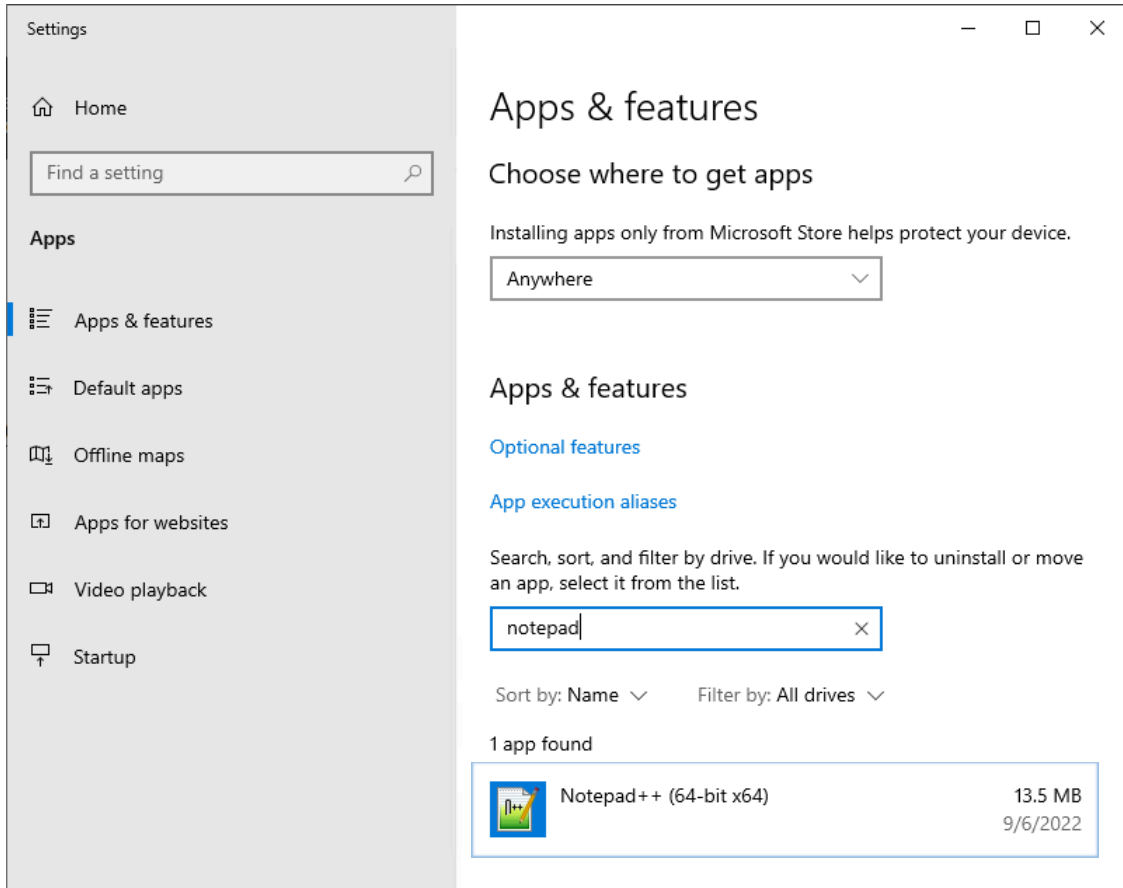 Settings
Home
Find a setting
Apps
Apps & features
Default apps
Offline maps
Apps for websites
Video playback
Startup
Apps & features
Choose where to get apps
Installing apps only from Microsoft Store helps protect your device.
Anywhere
Apps & features
Optional features
App execution aliases
Search, sort, and filter by drive. If you would like to uninstall or move
an app, select it from the list.
notepad
Sort by: Name Filter by: All drives
1 app found
Notepad++ (64-bit x64) 13.5 MB
9/6/2022